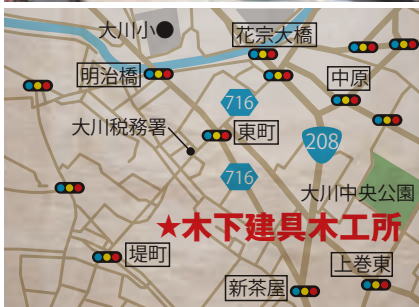 大川小
花宗大橋
明治橋
中原
716
大川税務署
東町
208
716
大川中央公園
★木下建具木工所
堤町
上巻東
新茶屋